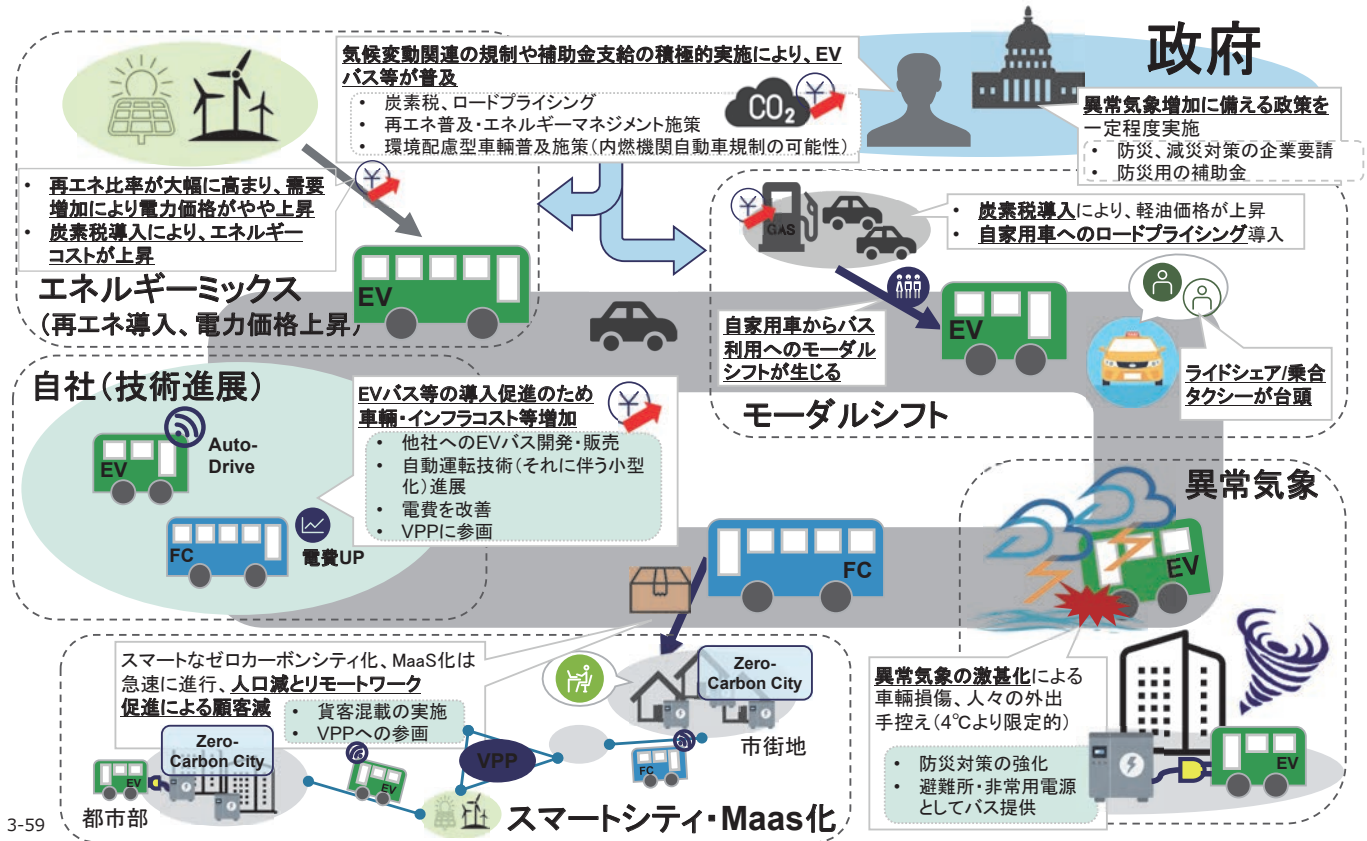 気候変動関連の規制や補助金支給の積極的実施により、EV
バス等が普及
• 炭素税、ロードプライシング
• 再エネ普及・エネルギーマネジメント施策
• 環境配慮型車輛普及施策(内燃機関自動車規制の可能性)
CO2
¥
政府
異常気象増加に備える政策を
一定程度実施
• 防災、減災対策の企業要請
• 防災用の補助金
• 再エネ比率が大幅に高まり、需要
増加により電力価格がやや上昇
• 炭素税導入により、エネルギー
コストが上昇
¥
エネルギーミックス
(再エネ導入、電力価格上昇)
EV
¥
GAS
• 炭素税導入により、軽油価格が上昇
• 自家用車へのロードプライシング導入
自家用車からバス
利用へのモーダル
シフトが生じる
EV
ライドシェア/乗合
タクシーが台頭
モーダルシフト
自社(技術進展)
EV
Auto-
Drive
FC
電費UP
EVバス等の導入促進のため
車輛・インフラコスト等増加
¥
• 他社へのEVバス開発・販売
• 自動運転技術(それに伴う小型
化)進展
• 電費を改善
• VPPに参画
FC
異常気象
EV
異常気象の激甚化による
車輛損傷、人々の外出
手控え(4℃より限定的)
• 防災対策の強化
• 避難所・非常用電源
としてバス提供
EV
スマートなゼロカーボンシティ化、MaaS化は
急速に進行、人口減とリモートワーク
促進による顧客減
• 貨客混載の実施
• VPPへの参画
Zero-
Carbon City
市街地
Zero-
Carbon City
EV
都市部
EV
VPP
FC
スマートシティ・Maas化
3-59